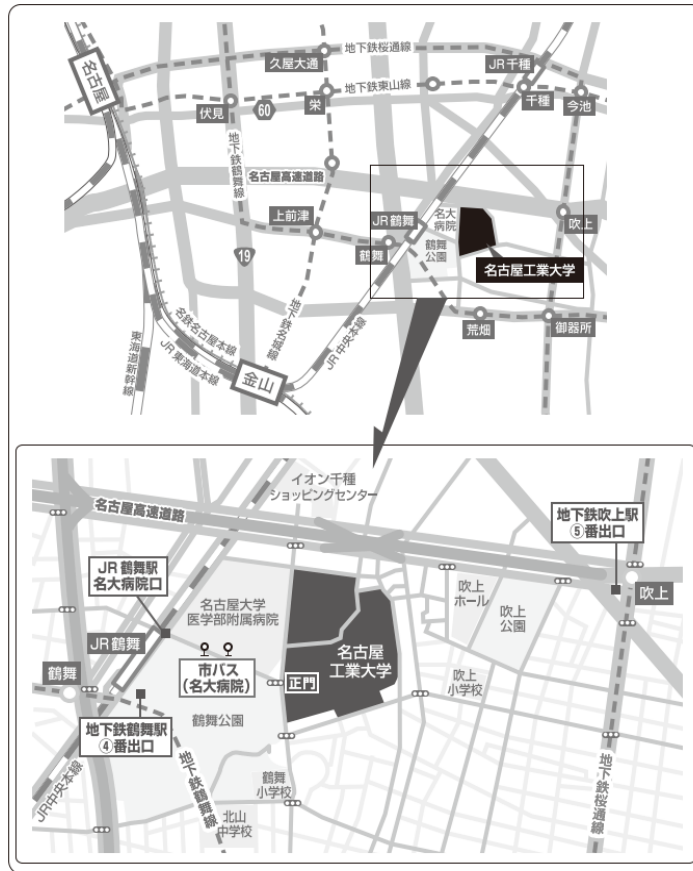 久屋大通
地下鉄桜通線
JR千種
名古屋
地下鉄東山線
伏見
60
栄
千種
今池
地下鉄鶴舞線
名古屋高速道路
上前津
JR鶴舞
名大
病院
吹上
鶴舞
鶴舞
公園
名古屋工業大学
19
地下鉄名城線
JR中央本線
荒畑
御器所
名鉄名古屋本線
JR東海道本線
東海道新幹線
金山
イオン千種
ショッピングセンター
名古屋高速道路
地下鉄吹上駅
⑤番出口
JR鶴舞駅
名大病院口
名古屋大学
医学部附属病院
吹上
ホール
吹上
公園
吹上
JR鶴舞
名古屋
工業大学
市バス
(名大病院)
正門
吹上
小学校
鶴舞
地下鉄鶴舞駅
④番出口
鶴舞公園
地下鉄鶴舞線
JR中央本線
鶴舞
小学校
北山
中学校
地下鉄桜通線